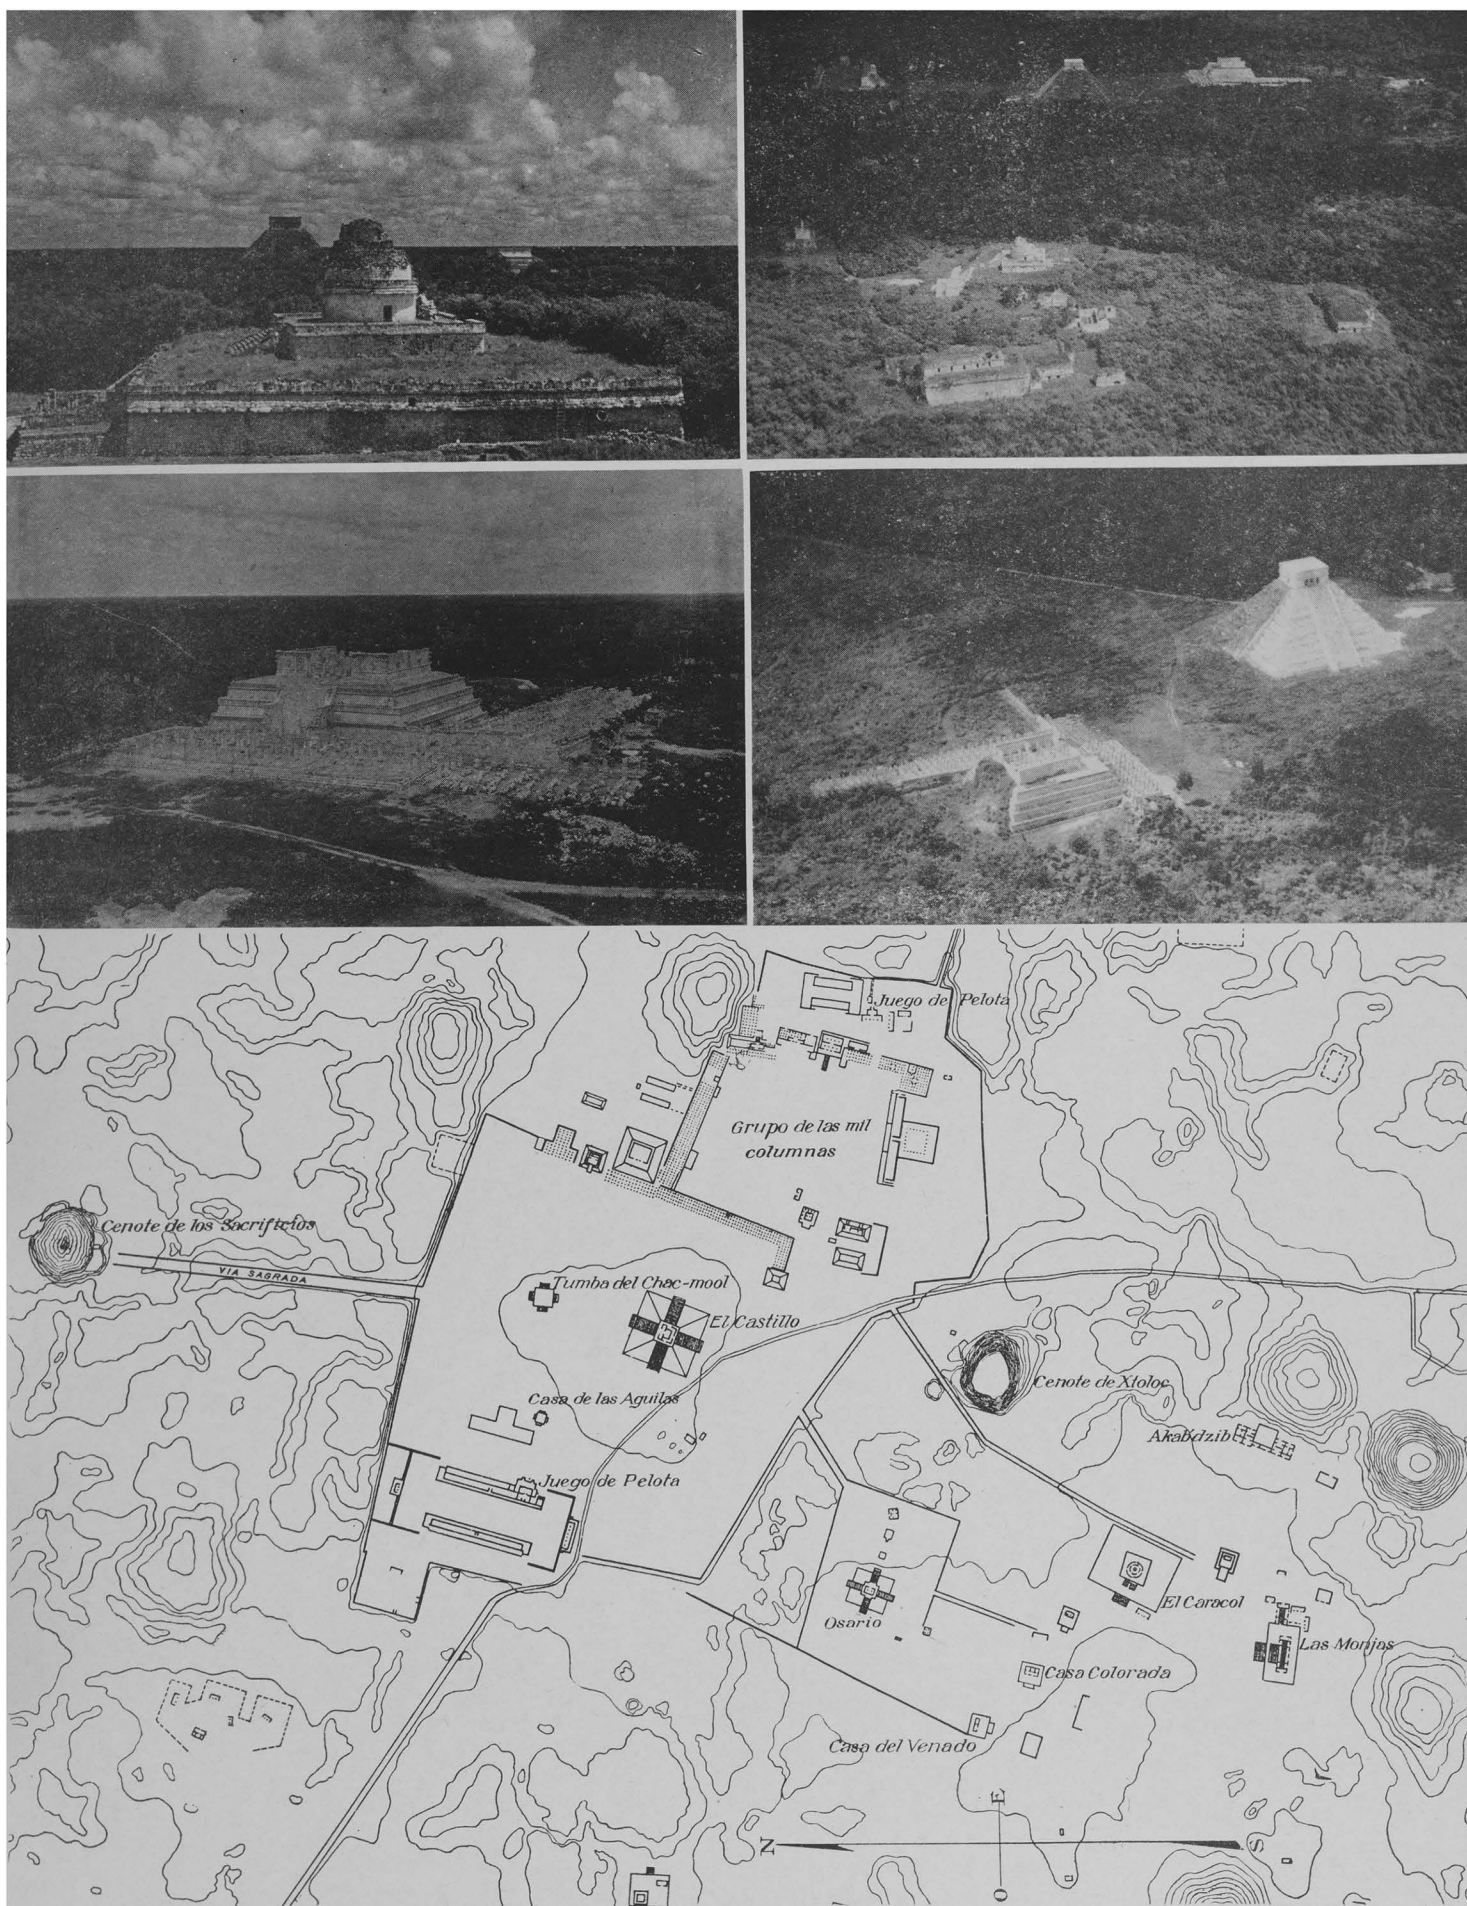 Juego de Pelota
Grupo de las mil
columnas
Cenote de los Sacrificios
VIA SAGRADA
Tumba del Chac-mool
El Castillo
Casa de las Aguilas
Cenote de Xtoloc
Akabdzib
Juego de Pelota
El Caracol
Osario
Las Monjas
Casa Colorada
Casa del Venado
E
N
S
O